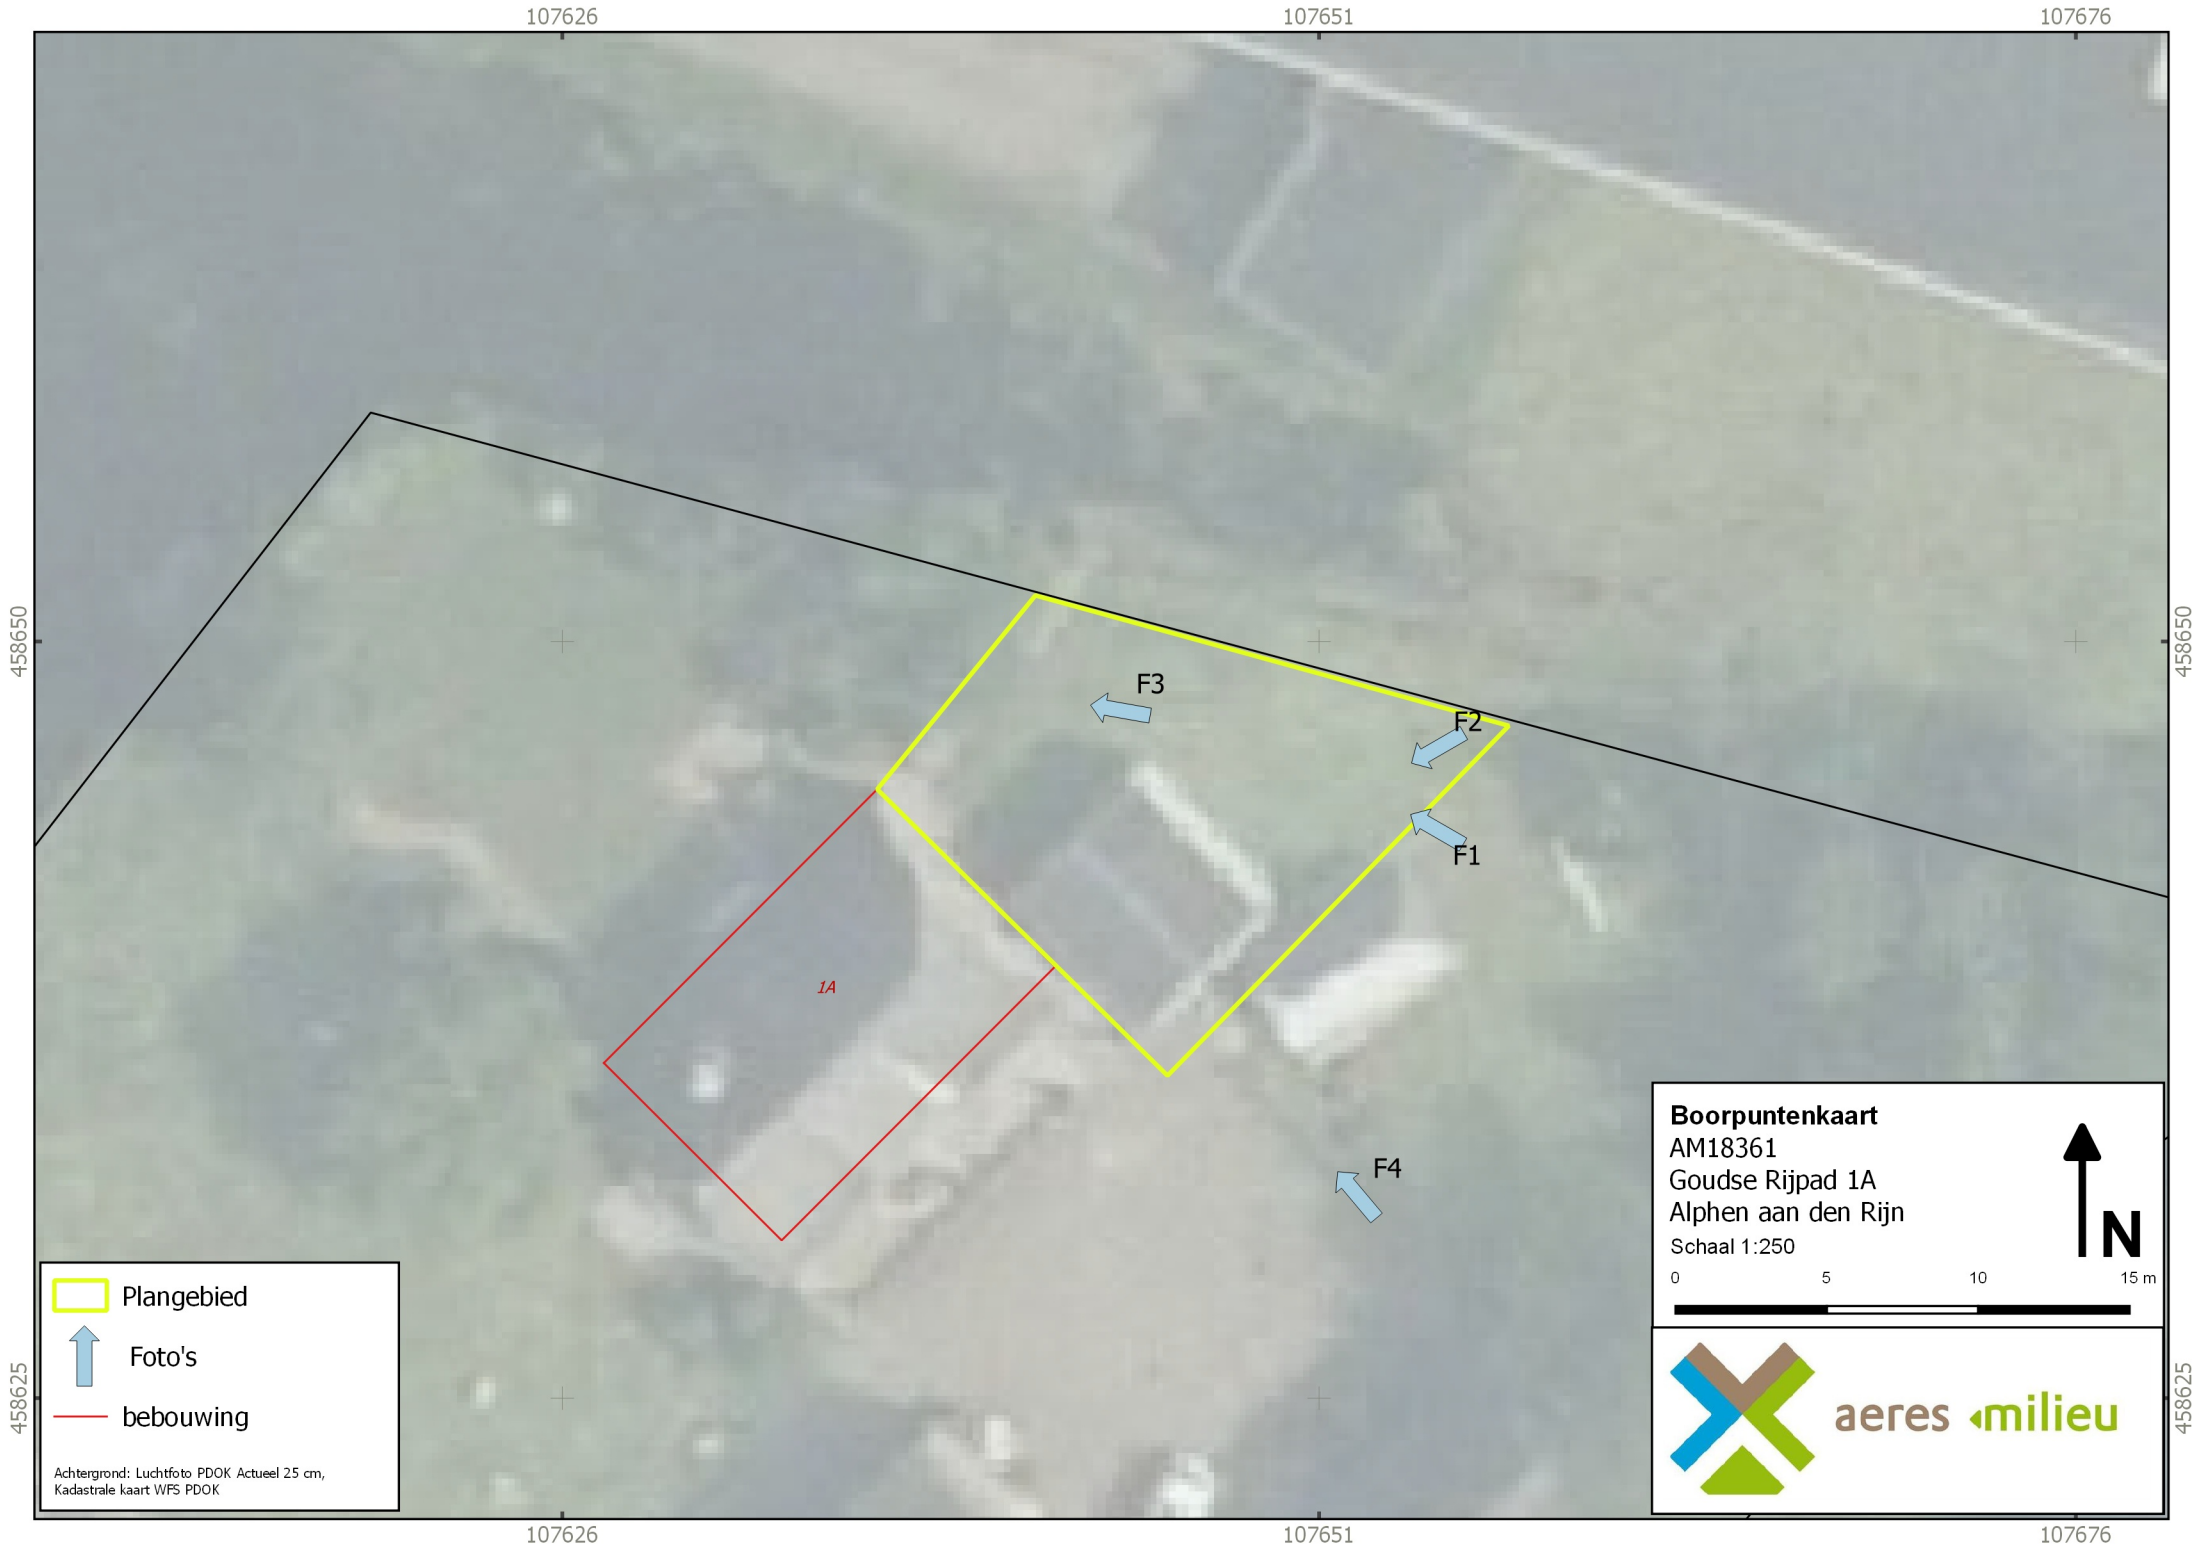 107626
107651
107676
458650
458650
F3
F2
F1
1A
F4
Boorpuntenkaart
AM18361
Goudse Rijpad 1A
Alphen aan den Rijn
Schaal 1:250
0 5 10 15 m
N
aeres milieu
Plangebied
Foto's
bebouwing
Achtergrond: Luchtfoto PDOK Actueel 25 cm,
Kadastrale kaart WFS PDOK
458625
458625
107626
107651
107676